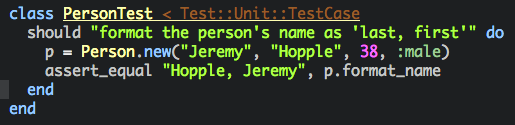 class PersonTest < Test::Unit::TestCase
  should "format the person's name as 'last, first'" do
    p = Person.new("Jeremy", "Hopple", 38, :male)
    assert_equal "Hopple, Jeremy", p.format_name
  end
end